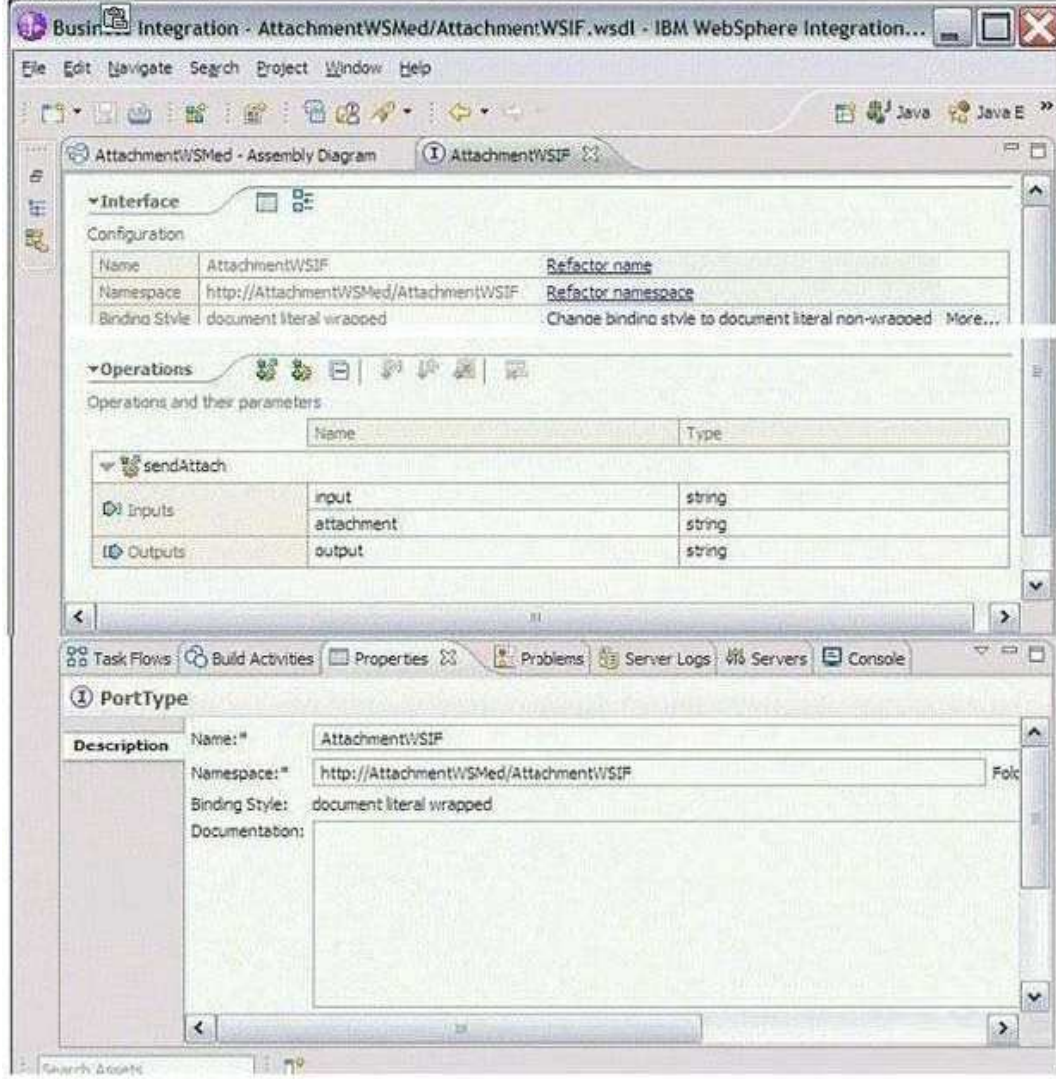 Business Integration - AttachmentWSMed/AttachmentWSIF.wsdl - IBM WebSphere Integration...
File Edit Navigate Search Project Window Help
Java Java E »
AttachmentWSMed - Assembly Diagram AttachmentWSIF
Interface
Configuration
Name AttachmentWSIF Refactor name
Namespace http://AttachmentWSMed/AttachmentWSIF Refactor namespace
Binding Style document literal wrapped Change binding style to document literal non-wrapped More...
Operations
Operations and their parameters
Name Type
sendAttach
Inputs input string
attachment string
Outputs output string
Task Flows Build Activities Properties Problems Server Logs Servers Console
PortType
Description
Name:* AttachmentWSIF
Namespace:* http://AttachmentWSMed/AttachmentWSIF Folc
Binding Style: document literal wrapped
Documentation:
Search Assets